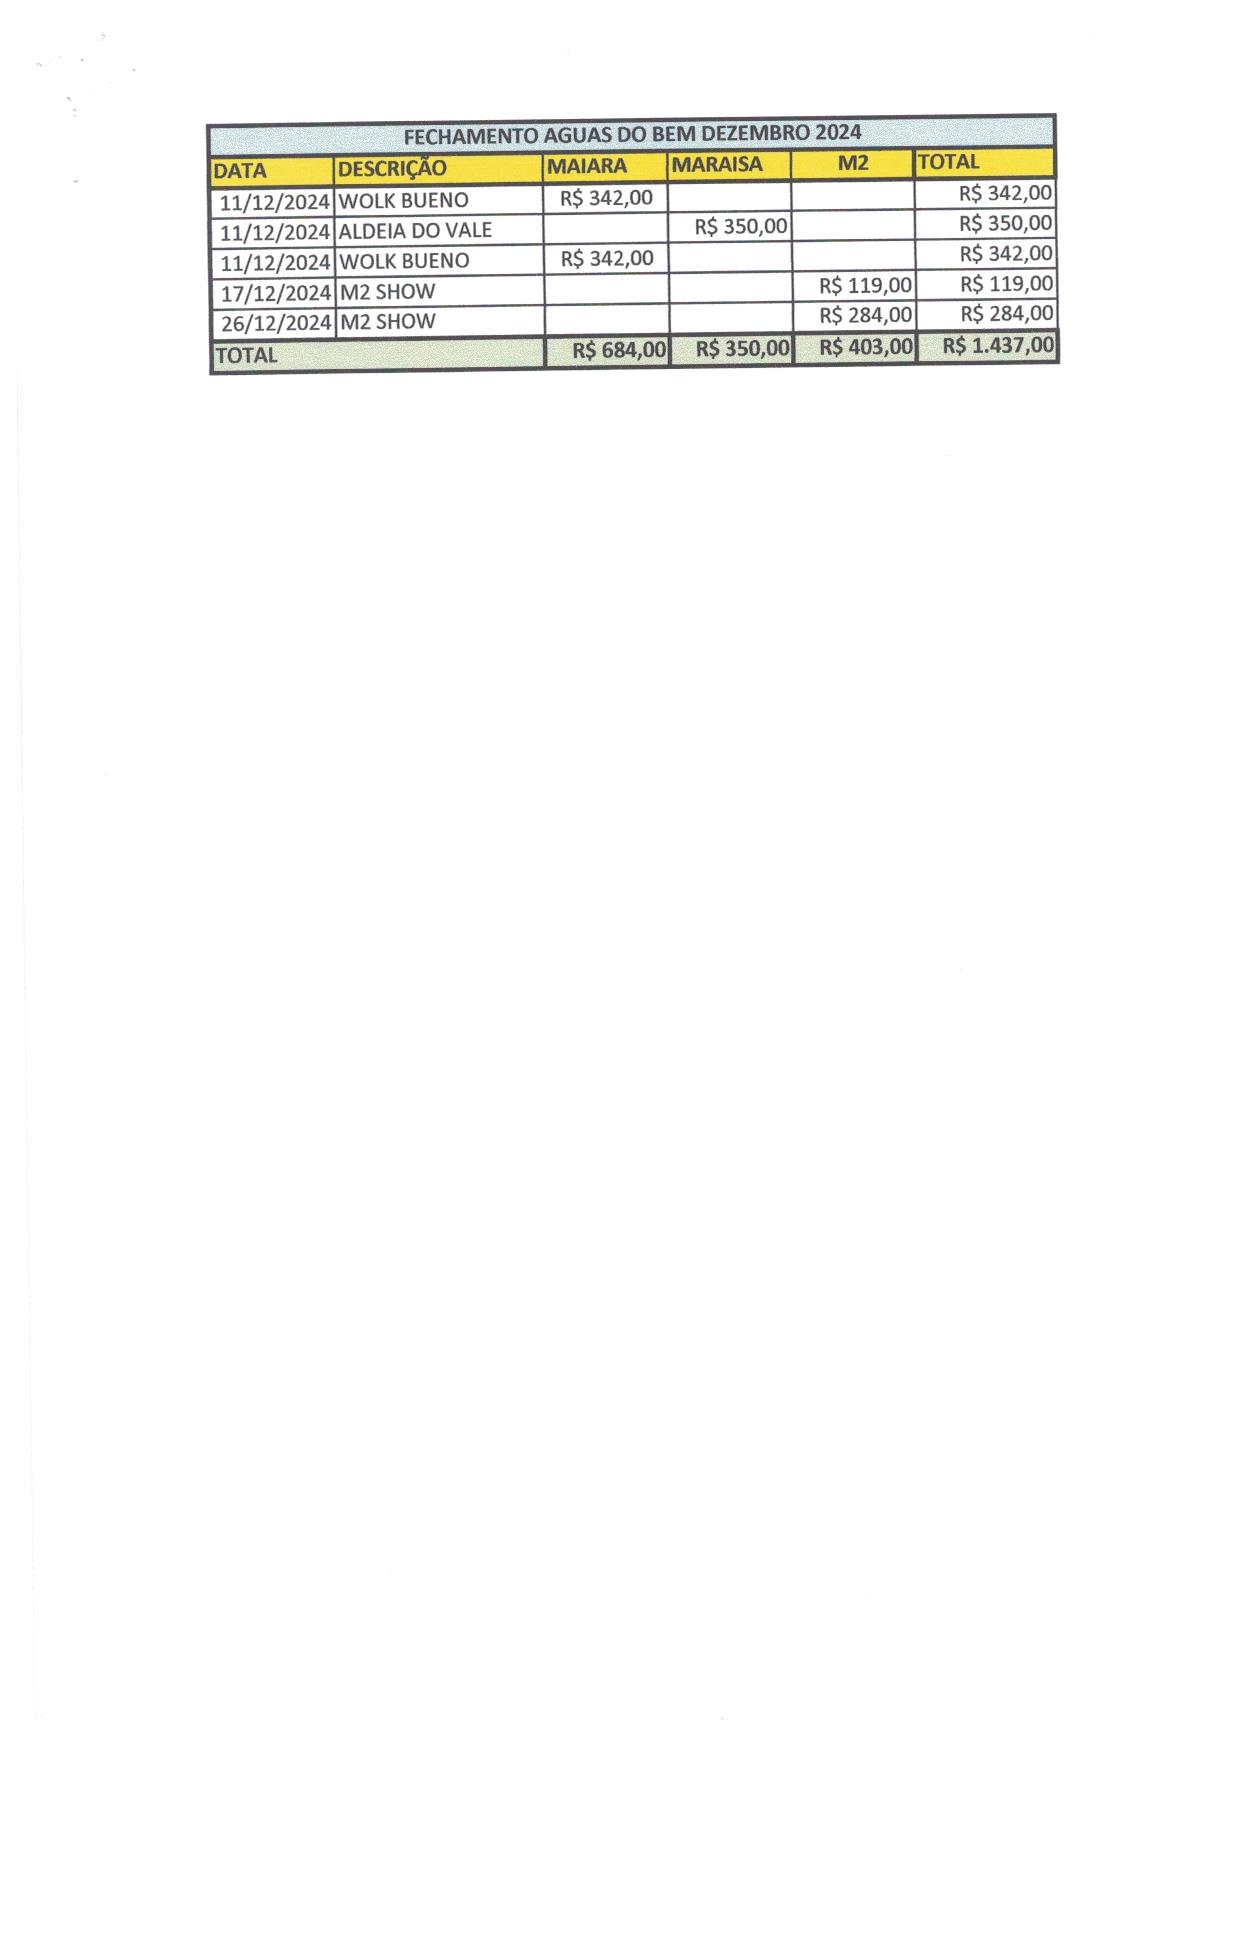 FECHAMENTO AGUAS DO BEM DEZEMBRO 2024
DATA DESCRIÇÃO MAIARA MARAISA M2 TOTAL
11/12/2024 WOLK BUENO R$ 342,00 R$ 342,00
11/12/2024 ALDEIA DO VALE R$ 350,00 R$ 350,00
11/12/2024 WOLK BUENO R$ 342,00 R$ 342,00
17/12/2024 M2 SHOW R$ 119,00 R$ 119,00
26/12/2024 M2 SHOW R$ 284,00 R$ 284,00
TOTAL R$ 684,00 R$ 350,00 R$ 403,00 R$ 1.437,00